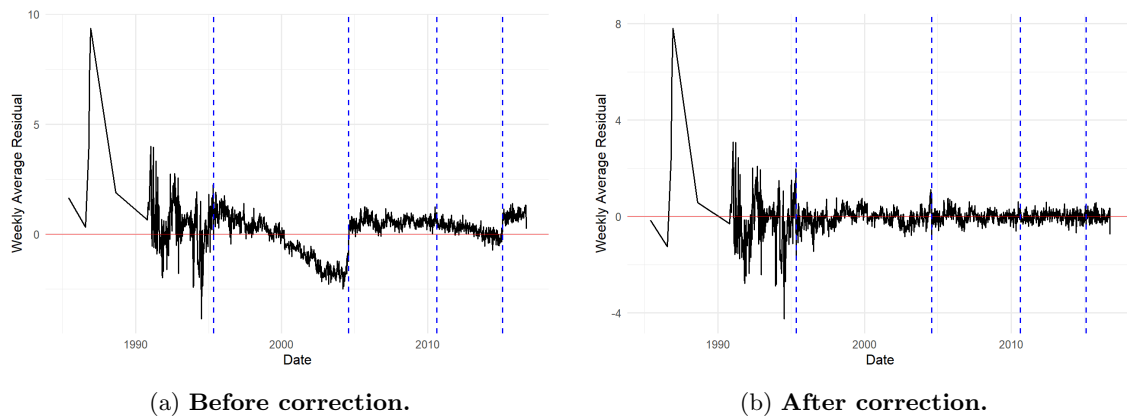 10
5
0
Weekly Average Residual
1990
2000
2010
Date
(a) Before correction.
8
4
0
-4
Weekly Average Residual
1990
2000
2010
Date
(b) After correction.